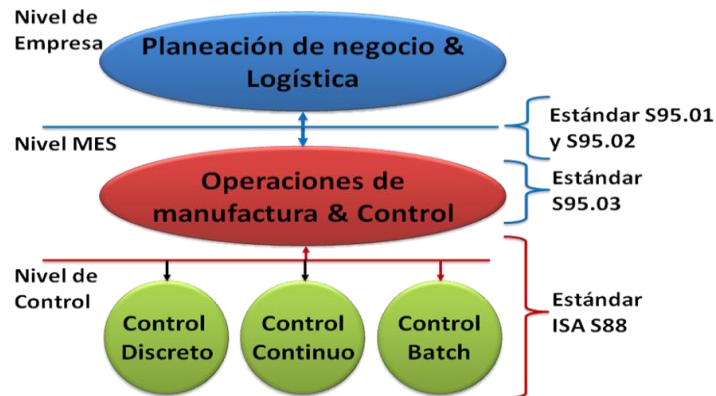 Nivel de
Empresa
Planeación de negocio &
Logística
Estándar S95.01
y S95.02
Nivel MES
Operaciones de
manufactura & Control
Estándar
S95.03
Nivel de
Control
Control
Discreto
Control
Continuo
Control
Batch
Estándar
ISA S88